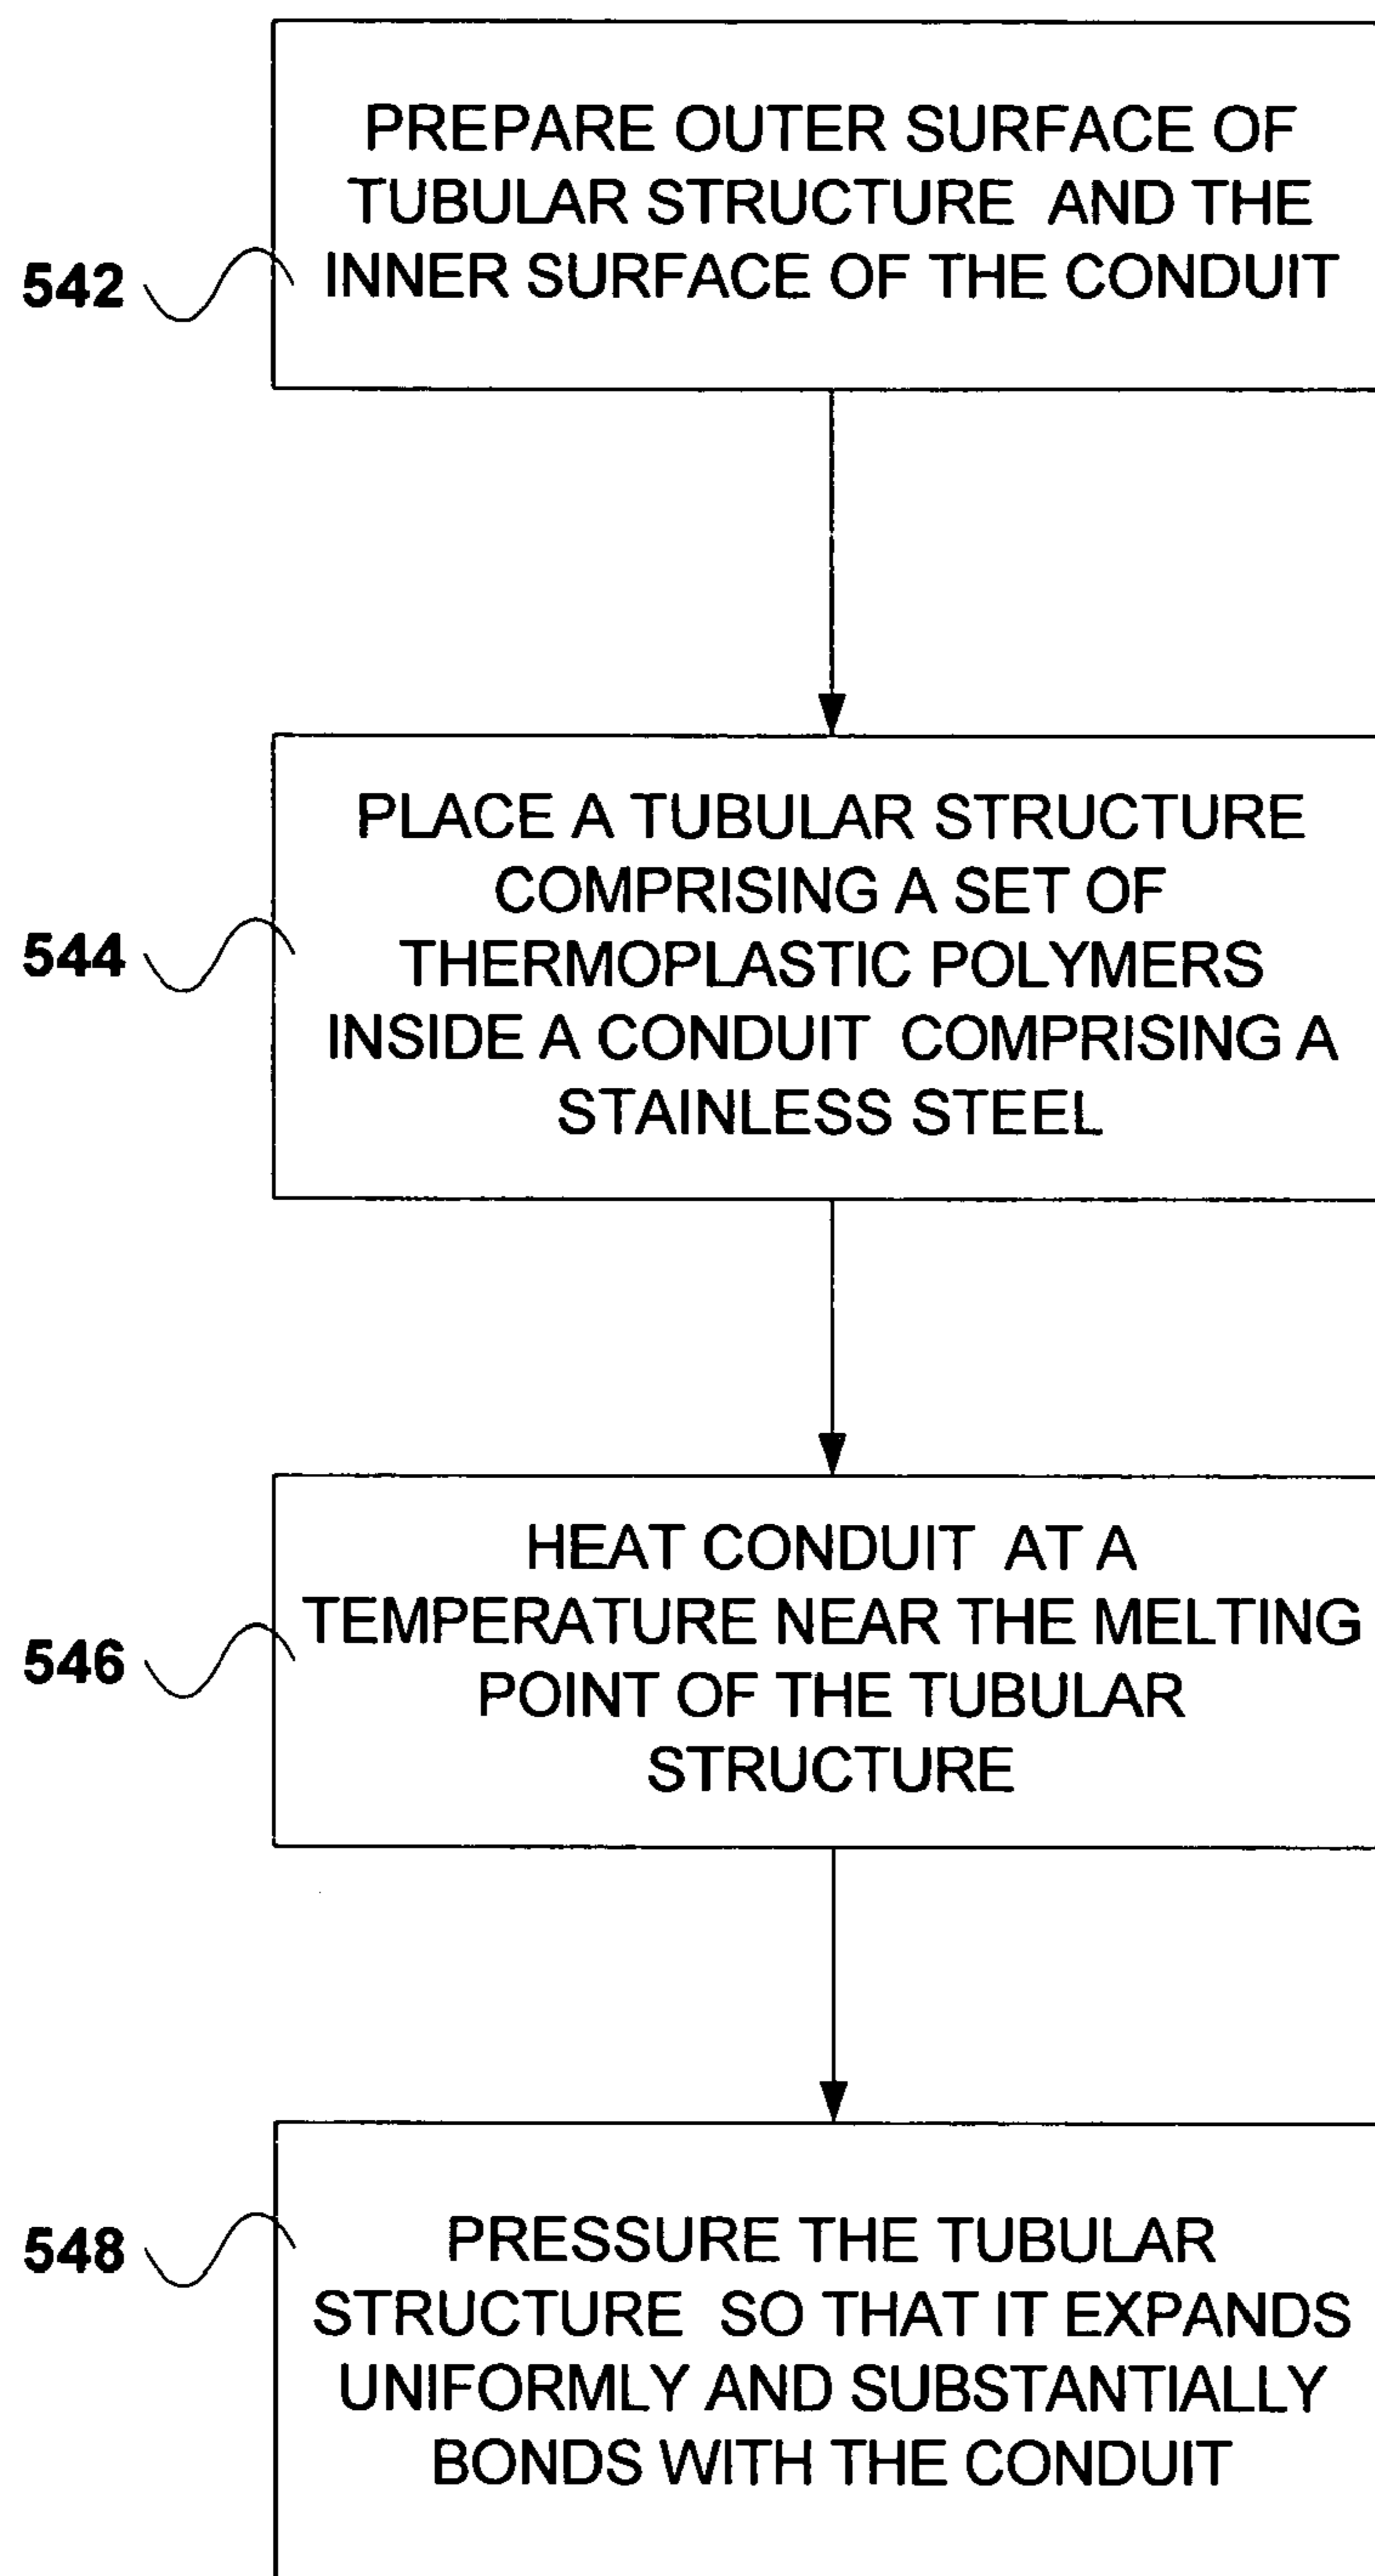 PREPARE OUTER SURFACE OF
TUBULAR STRUCTURE AND THE
INNER SURFACE OF THE CONDUIT
542
PLACE A TUBULAR STRUCTURE
COMPRISING A SET OF
THERMOPLASTIC POLYMERS
INSIDE A CONDUIT COMPRISING A
STAINLESS STEEL
544
HEAT CONDUIT AT A
TEMPERATURE NEAR THE MELTING
POINT OF THE TUBULAR
STRUCTURE
546
PRESSURE THE TUBULAR
STRUCTURE SO THAT IT EXPANDS
UNIFORMLY AND SUBSTANTIALLY
BONDS WITH THE CONDUIT
548